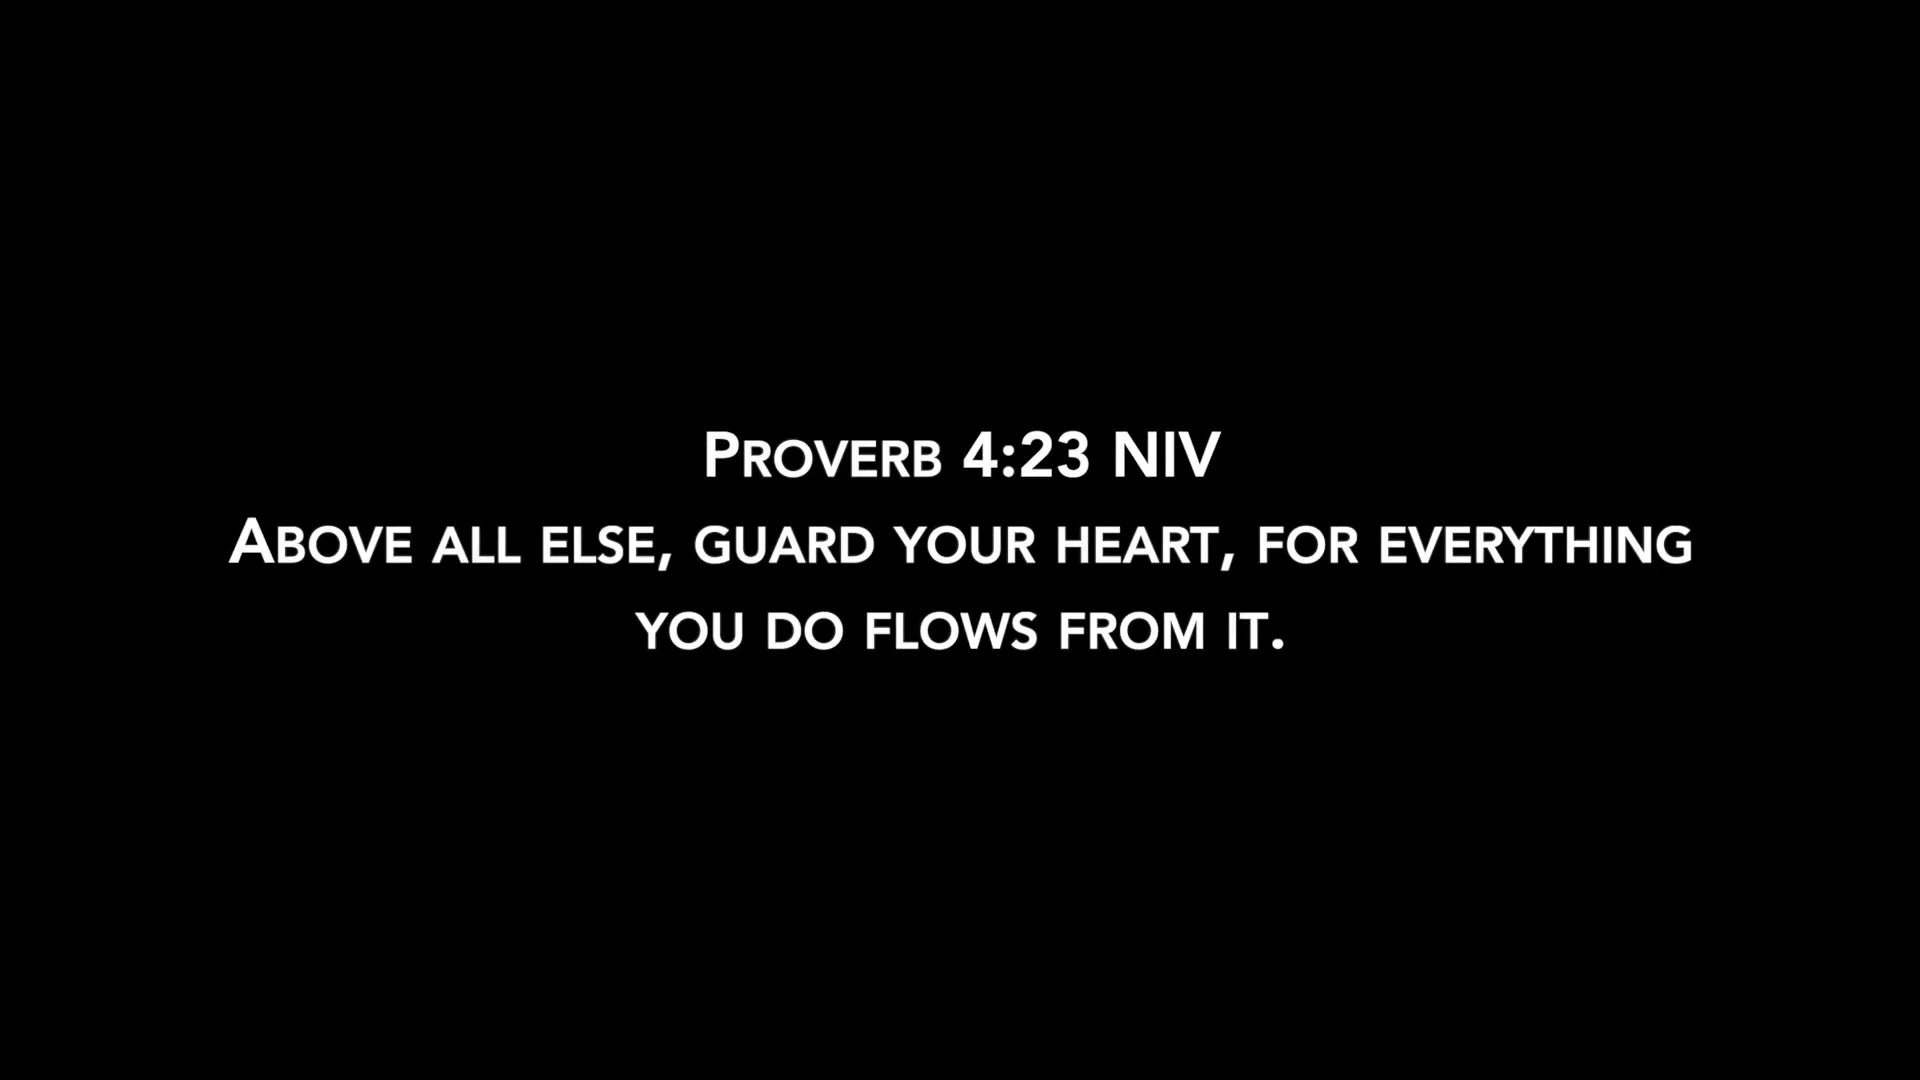 Proverb 4:23 NIV
Above all else, guard your heart, for everything
you do flows from it.